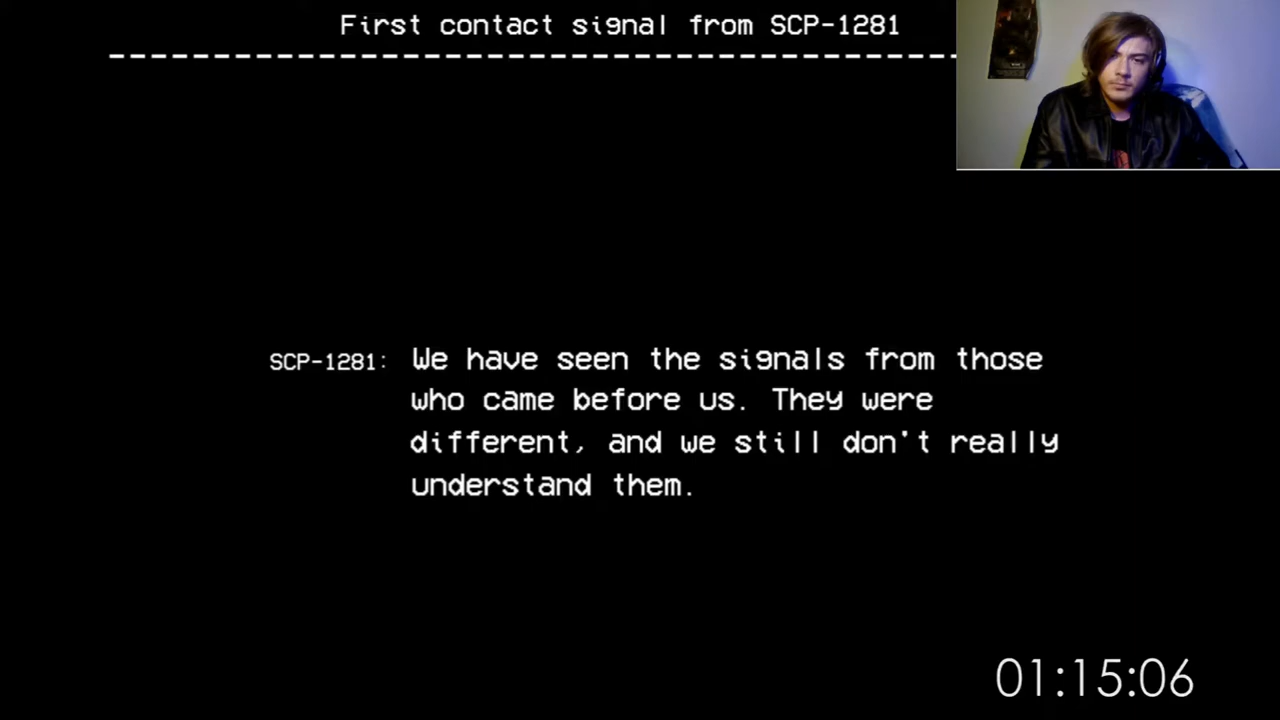 First contact signal from SCP-1281
SCP-1281: We have seen the signals from those
who came before us. They were
different, and we still don't really
understand them.
01:15:06